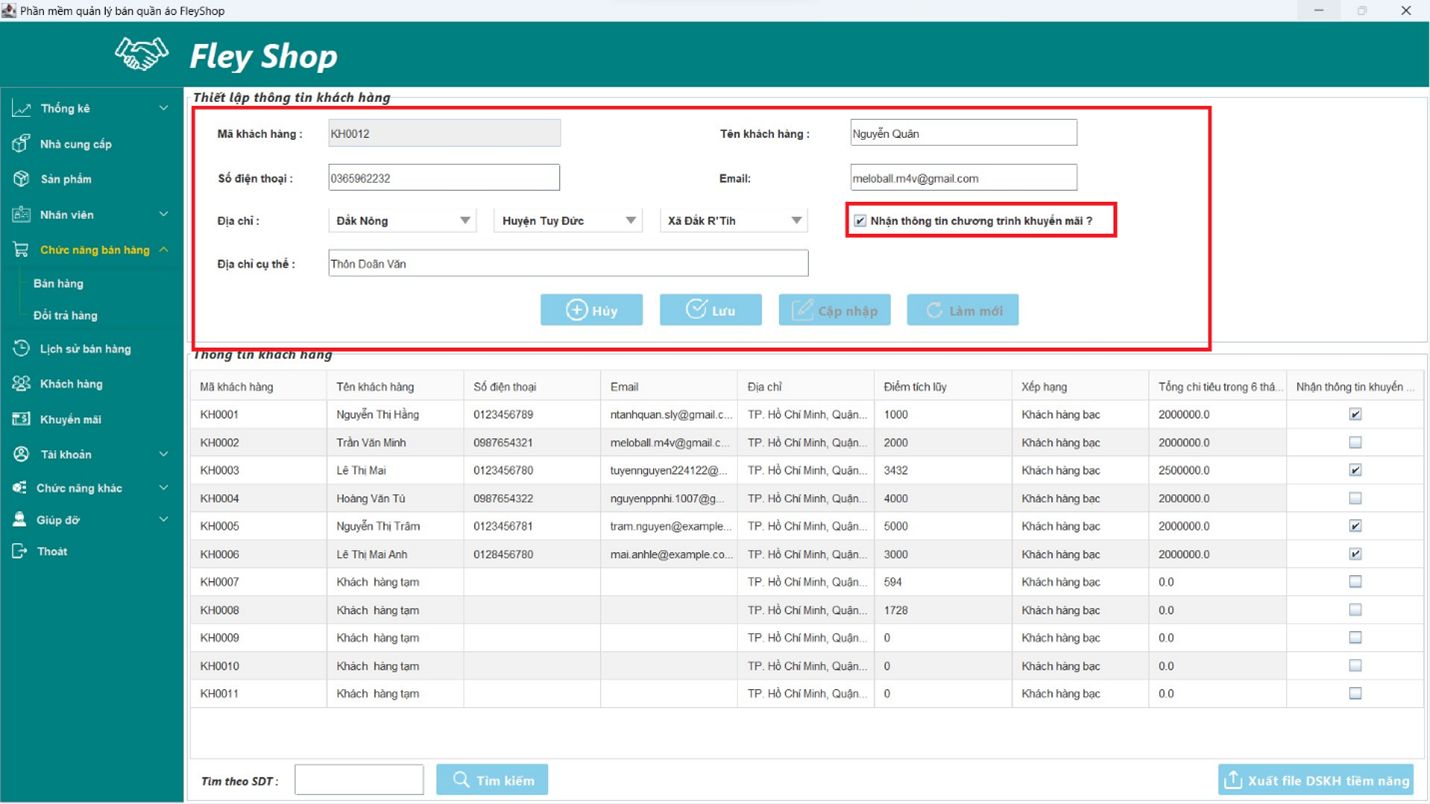 Phần mềm quản lý bán quần áo FleyShop
Fley Shop
Thống kê
Nhà cung cấp
Sản phẩm
Nhân viên
Chức năng bán hàng
Bán hàng
Đổi trả hàng
Lịch sử bán hàng
Khách hàng
Khuyến mãi
Tài khoản
Chức năng khác
Giúp đỡ
Thoát
Thiết lập thông tin khách hàng
Mã khách hàng : KH0012 Tên khách hàng : Nguyễn Quân
Số điện thoại : 0365962232 Email: meloball.m4v@gmail.com
Địa chỉ : Đắk Nông Huyện Tuy Đức Xã Đắk R'Tíh Nhận thông tin chương trình khuyến mãi ?
Địa chỉ cụ thể : Thôn Doãn Văn
Hủy Lưu Cập nhập Làm mới
Thông tin khách hàng
Mã khách hàng Tên khách hàng Số điện thoại Email Địa chỉ Điểm tích lũy Xếp hạng Tổng chi tiêu trong 6 thá... Nhận thông tin khuyến ...
KH0001 Nguyễn Thị Hằng 0123456789 ntanhquan.sly@gmail.c... TP. Hồ Chí Minh, Quận... 1000 Khách hàng bạc 2000000.0
KH0002 Trần Văn Minh 0987654321 meloball.m4v@gmail.c... TP. Hồ Chí Minh, Quận... 2000 Khách hàng bạc 2000000.0
KH0003 Lê Thị Mai 0123456780 tuyennguyen224122@... TP. Hồ Chí Minh, Quận... 3432 Khách hàng bạc 2500000.0
KH0004 Hoàng Văn Tú 0987654322 nguyenppnhi.1007@g... TP. Hồ Chí Minh, Quận... 4000 Khách hàng bạc 2000000.0
KH0005 Nguyễn Thị Trâm 0123456781 tram.nguyen@example... TP. Hồ Chí Minh, Quận... 5000 Khách hàng bạc 2000000.0
KH0006 Lê Thị Mai Anh 0128456780 mai.anhle@example.co... TP. Hồ Chí Minh, Quận... 3000 Khách hàng bạc 2000000.0
KH0007 Khách hàng tạm TP. Hồ Chí Minh, Quận... 594 Khách hàng bạc 0.0
KH0008 Khách hàng tạm TP. Hồ Chí Minh, Quận... 1728 Khách hàng bạc 0.0
KH0009 Khách hàng tạm TP. Hồ Chí Minh, Quận... 0 Khách hàng bạc 0.0
KH0010 Khách hàng tạm TP. Hồ Chí Minh, Quận... 0 Khách hàng bạc 0.0
KH0011 Khách hàng tạm TP. Hồ Chí Minh, Quận... 0 Khách hàng bạc 0.0
Tìm theo SDT : Tìm kiếm Xuất file DSKH tiềm năng